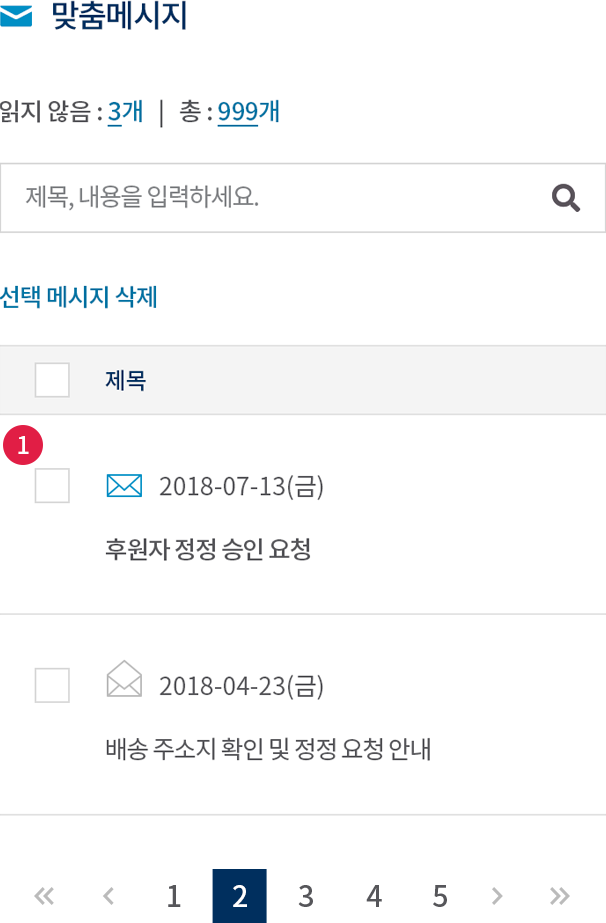 맞춤메시지
읽지 않음 : 3개 | 총 : 999개
제목, 내용을 입력하세요.
선택 메시지 삭제
제목
1
2018-07-13(금)
후원자 정정 승인 요청
2018-04-23(금)
배송 주소지 확인 및 정정 요청 안내
« ‹ 1 2 3 4 5 › »